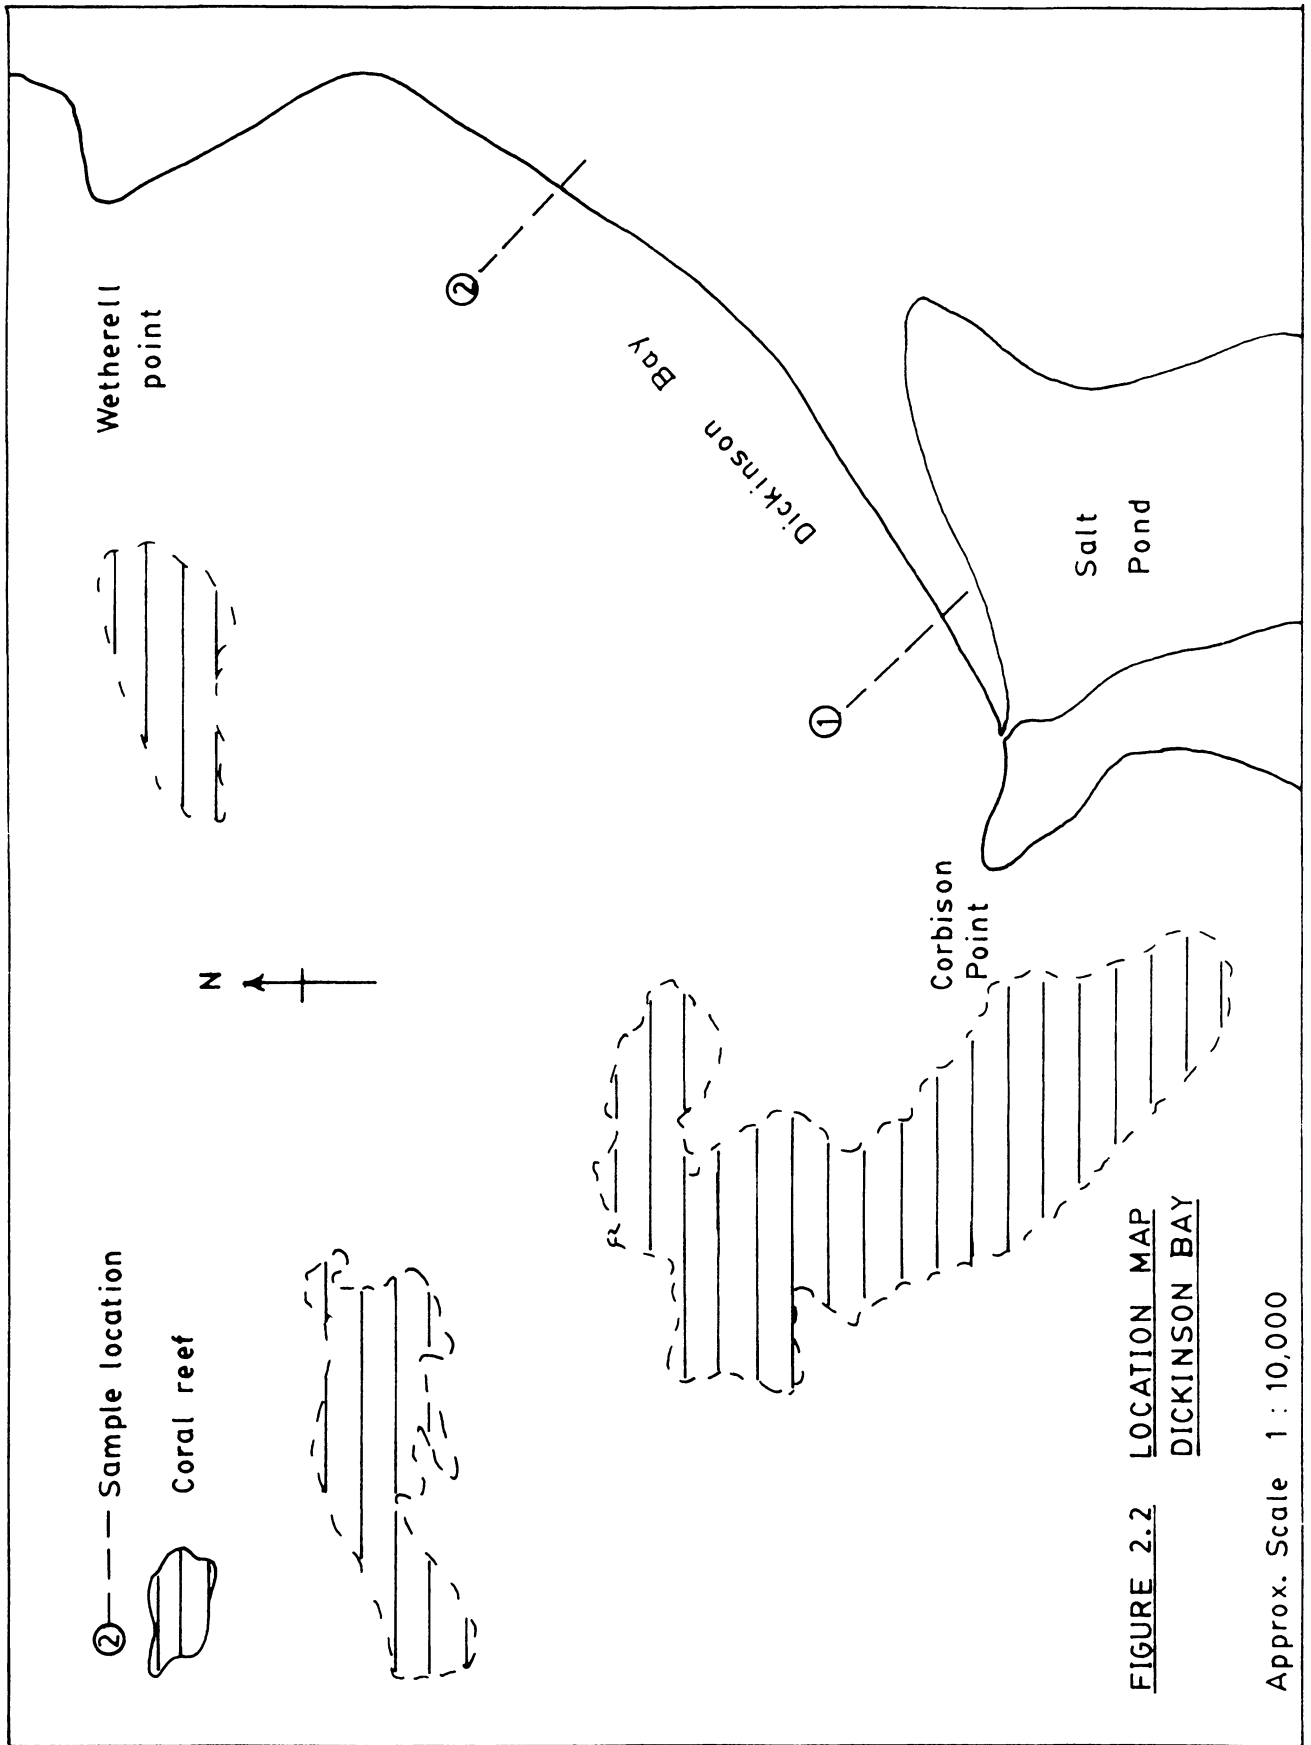 ② Sample location
Coral reef
Wetherell
point
N
②
Dickinson Bay
①
Corbison
Point
Salt
Pond
FIGURE 2.2 LOCATION MAP
DICKINSON BAY
Approx. Scale 1 : 10,000